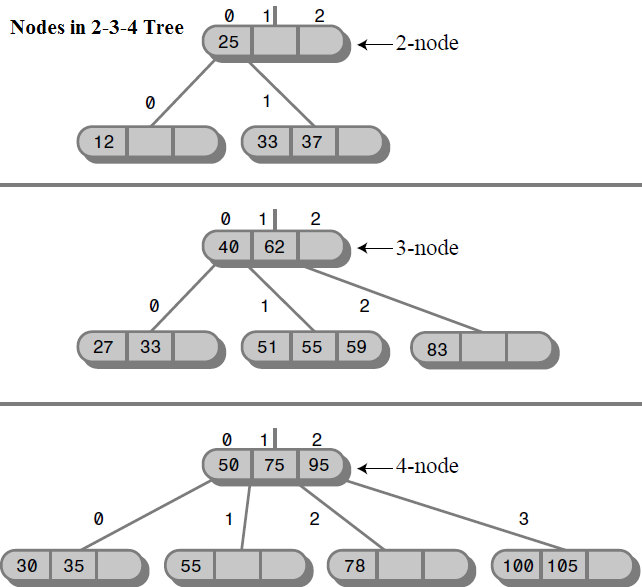 Nodes in 2-3-4 Tree
0 1 2
25
2-node
0 1
12
33 37
0 1 2
40 62
3-node
0 1 2
27 33
51 55 59
83
0 1 2
50 75 95
4-node
0 1 2 3
30 35
55
78
100 105